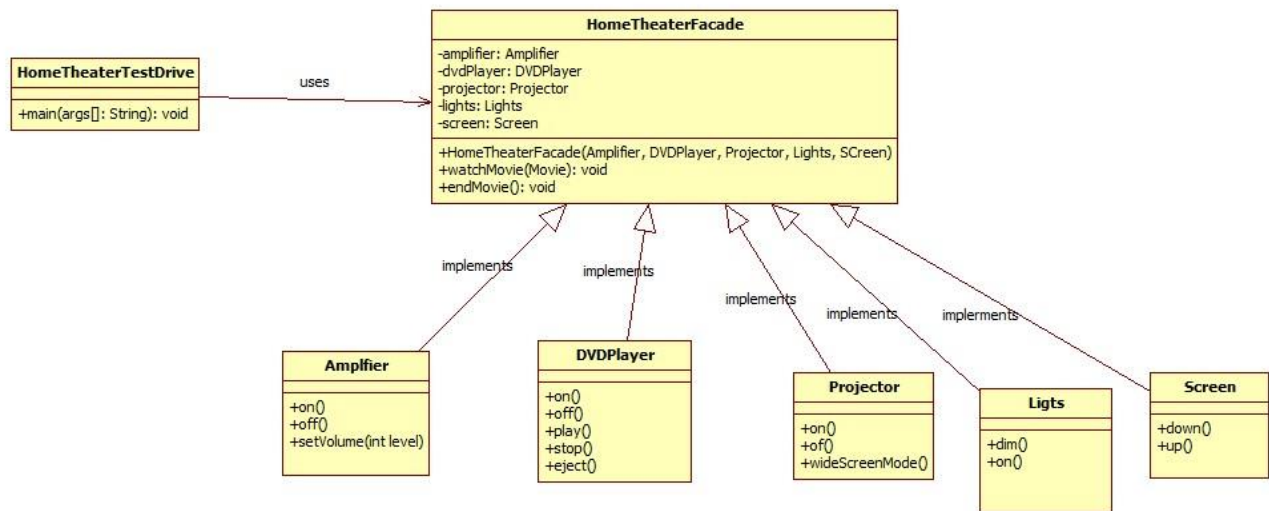 HomeTheaterFacade
-amplifier: Amplifier
-dvdPlayer: DVDPlayer
-projector: Projector
-lights: Lights
-screen: Screen
+HomeTheaterFacade(Amplifier, DVDPlayer, Projector, Lights, SCreen)
+watchMovie(Movie): void
+endMovie(): void
HomeTheaterTestDrive
+main(args[]: String): void
uses
implements
implements
implements
implements
implerments
Amplfier
+on()
+off()
+setVolume(int level)
DVDPlayer
+on()
+off()
+play()
+stop()
+eject()
Projector
+on()
+of()
+wideScreenMode()
Ligts
+dim()
+on()
Screen
+down()
+up()